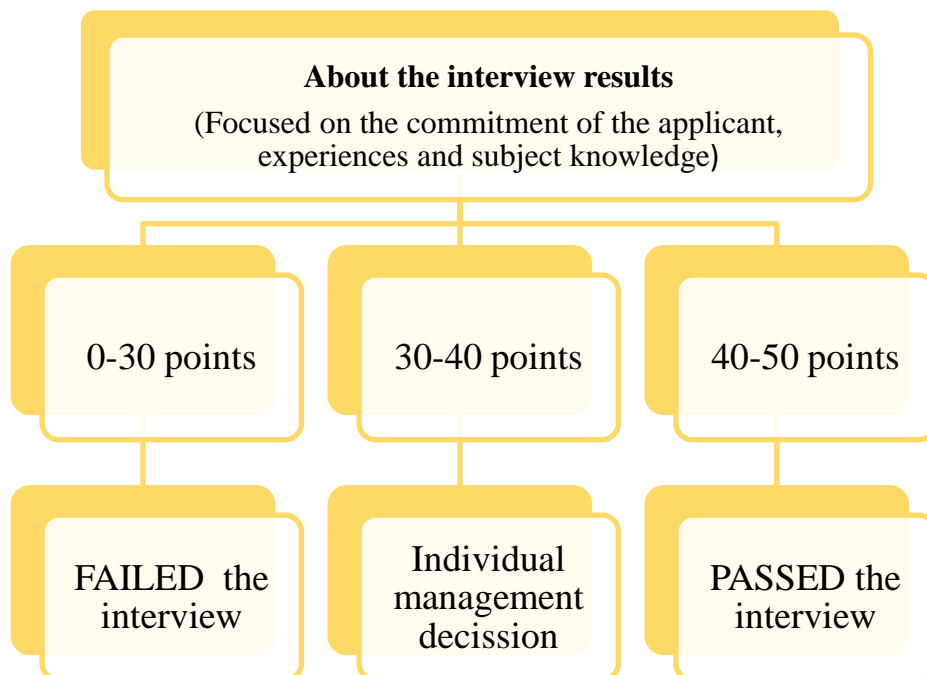 About the interview results
(Focused on the commitment of the applicant,
experiences and subject knowledge)
0-30 points
30-40 points
40-50 points
FAILED the
interview
Individual
management
decission
PASSED the
interview